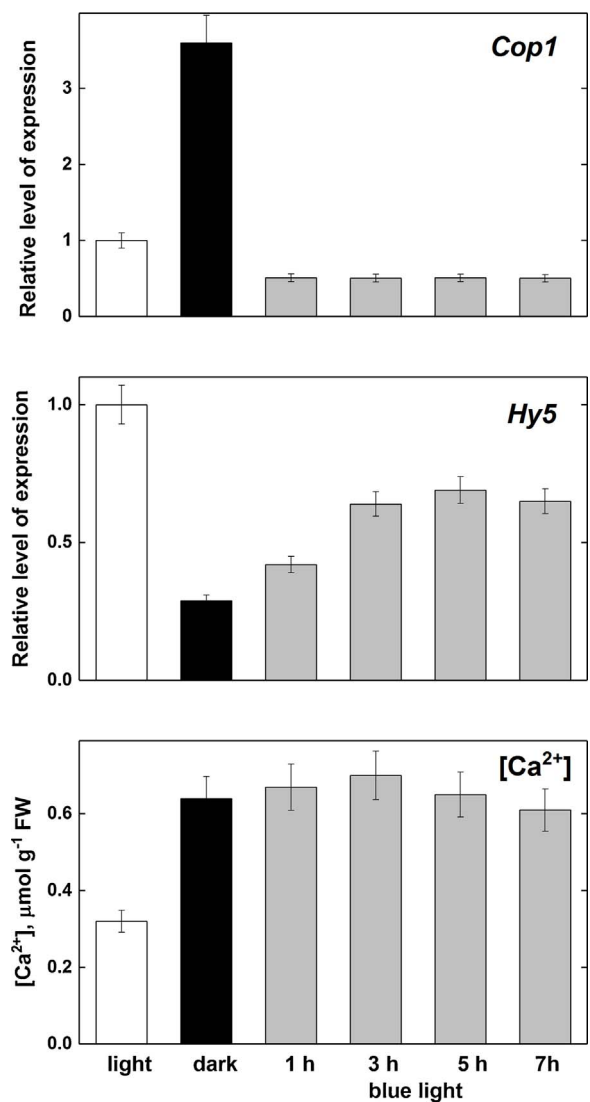 Cop1
Relative level of expression
3
2
1
0
Hy5
Relative level of expression
1.0
0.5
0.0
[Ca²⁺]
[Ca²⁺], μmol g⁻¹ FW
0.6
0.4
0.2
0.0
light dark 1 h 3 h 5 h 7h
blue light